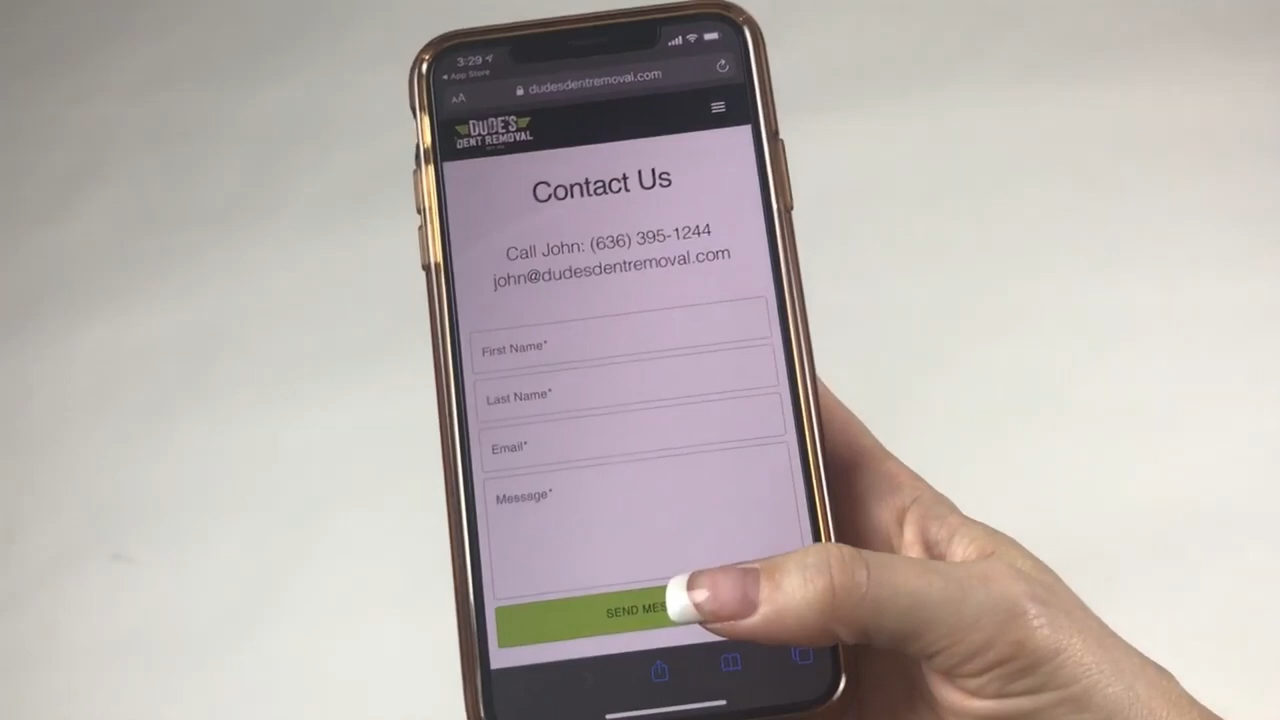 3:29
App Store
AA
dudesdentremoval.com
DUDE'S
DENT REMOVAL
Contact Us
Call John: (636) 395-1244
john@dudesdentremoval.com
First Name*
Last Name*
Email*
Message*
SEND MES